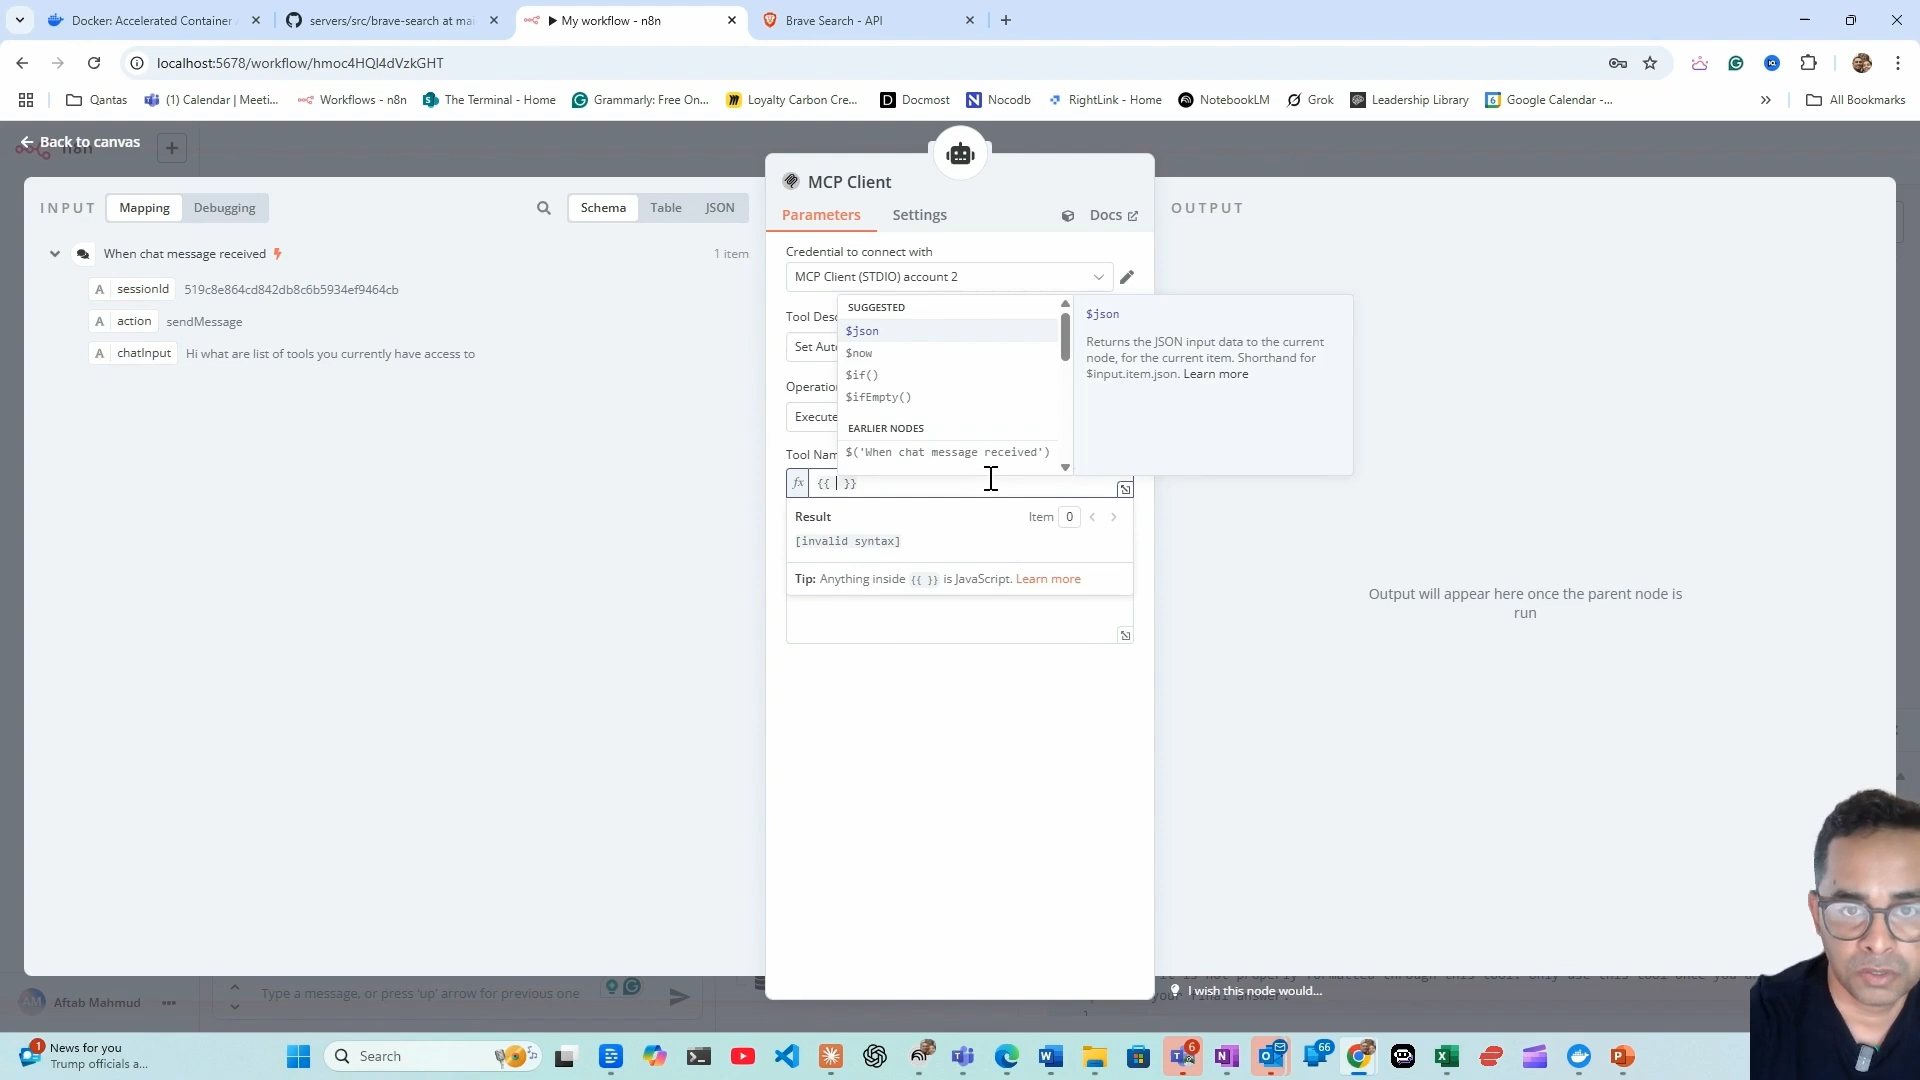 Docker: Accelerated Container
servers/src/brave-search at mai
My workflow - n8n
Brave Search - API
localhost:5678/workflow/hmoc4HQl4dVzkGHT
Qantas
(1) Calendar | Meeti...
Workflows - n8n
The Terminal - Home
Grammarly: Free On...
Loyalty Carbon Cre...
Docmost
Nocodb
RightLink - Home
NotebookLM
Grok
Leadership Library
Google Calendar -...
All Bookmarks
Back to canvas
INPUT
Mapping
Debugging
Schema
Table
JSON
When chat message received
1 item
A sessionId 519c8e864cd842db8c6b5934ef9464cb
A action sendMessage
A chatInput Hi what are list of tools you currently have access to
MCP Client
Parameters
Settings
Docs
Credential to connect with
MCP Client (STDIO) account 2
Tool Desc
Set Auto
Operation
Execute
Tool Nam
SUGGESTED
$json
$now
$if()
$ifEmpty()
EARLIER NODES
$('When chat message received')
$json
Returns the JSON input data to the current
node, for the current item. Shorthand for
$input.item.json. Learn more
fx {{ }}
Result
Item 0
[invalid syntax]
Tip: Anything inside {{ }} is JavaScript. Learn more
OUTPUT
Output will appear here once the parent node is
run
I wish this node would...
your final answer.
AM Aftab Mahmud
Type a message, or press 'up' arrow for previous one
1
News for you
Trump officials a...
Search
6
66